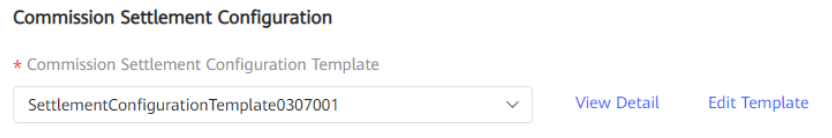 Commission Settlement Configuration
* Commission Settlement Configuration Template
SettlementConfigurationTemplate0307001 View Detail Edit Template